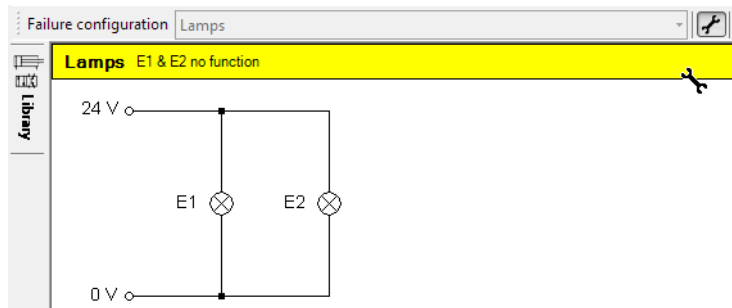 Failure configuration Lamps
Lamps E1 & E2 no function
Library
24 V
E1 E2
0 V